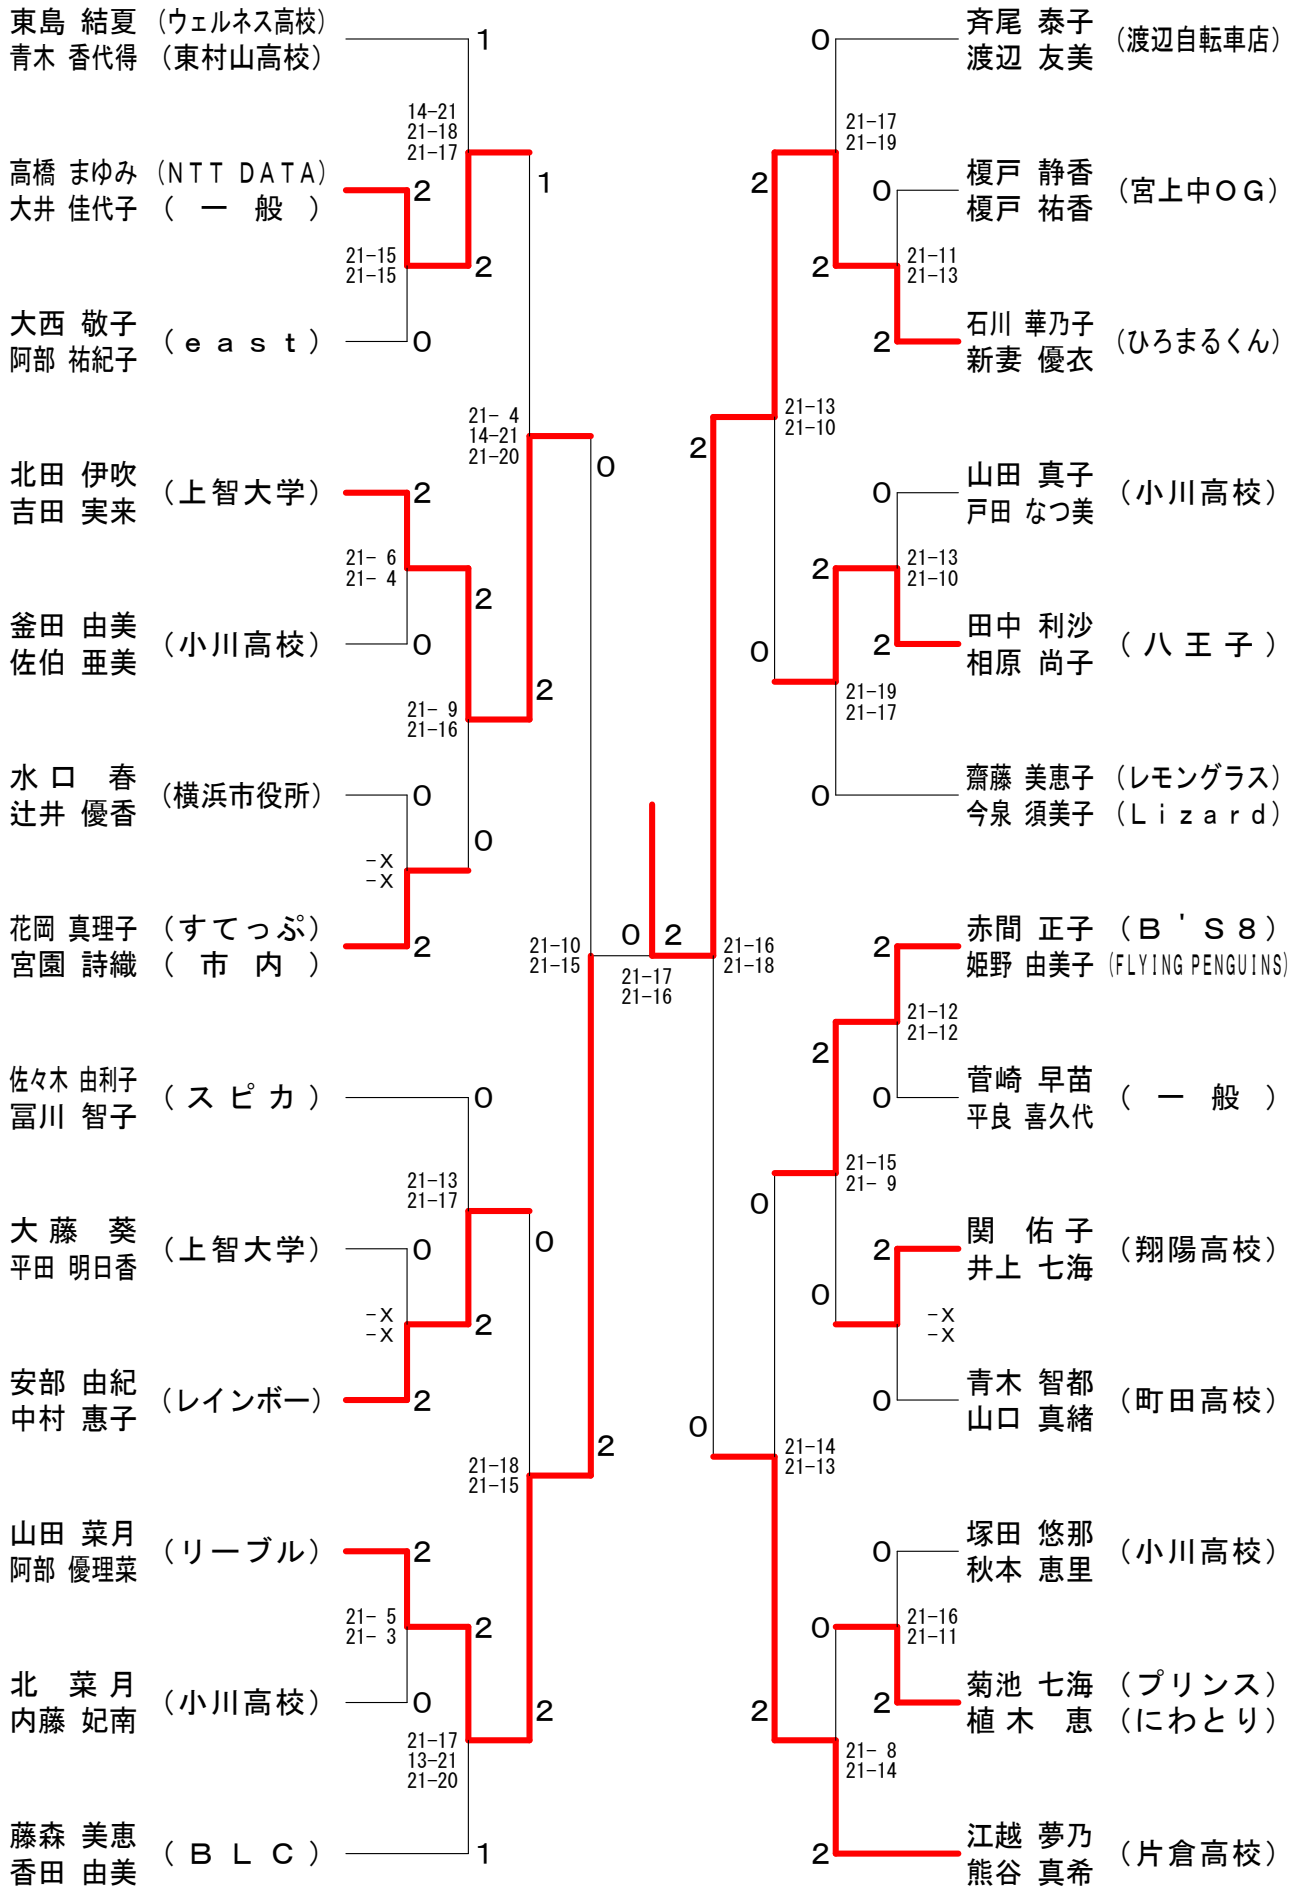 東島 結夏 (ウェルネス高校)
青木 香代得 (東村山高校)
1
14-21
21-18
21-17
高橋 まゆみ (NTT DATA)
大井 佳代子 (一般)
2
1
21-15
21-15
2
大西 敬子
阿部 祐紀子
(east)
0
21- 4
14-21
21-20
0
北田 伊吹
吉田 実来
(上智大学)
2
21- 6
21- 4
2
釜田 由美
佐伯 亜美
(小川高校)
0
2
21- 9
21-16
水口 春
辻井 優香
(横浜市役所)
0
0
-X
-X
花岡 真理子 (すてっぷ)
宮園 詩織 (市内)
2
21-10
21-15
佐々木 由利子
冨川 智子
(スピカ)
0
21-13
21-17
大藤 葵
平田 明日香
(上智大学)
0
0
-X
-X
2
安部 由紀
中村 惠子
(レインボー)
2
2
21-18
21-15
山田 菜月
阿部 優理菜
(リーブル)
2
21- 5
21- 3
2
北 菜月
内藤 妃南
(小川高校)
0
2
21-17
13-21
21-20
藤森 美恵
香田 由美
(BLC)
1
0 2
21-17
21-16
0
斉尾 泰子
渡辺 友美
(渡辺自転車店)
21-17
21-19
2
0
榎戸 静香
榎戸 祐香
(宮上中OG)
2
21-11
21-13
2
石川 華乃子
新妻 優衣
(ひろまるくん)
21-13
21-10
2
0
山田 真子
戸田 なつ美
(小川高校)
2
21-13
21-10
0
2
田中 利沙
相原 尚子
(八王子)
21-19
21-17
0
齋藤 美恵子 (レモングラス)
今泉 須美子 (Lizard)
21-16
21-18
2
赤間 正子 (B'S8)
姫野 由美子 (FLYING PENGUINS)
21-12
21-12
2
0
菅崎 早苗
平良 喜久代
(一般)
21-15
21- 9
0
2
関 佑子
井上 七海
(翔陽高校)
0
-X
-X
0
青木 智都
山口 真緒
(町田高校)
0
21-14
21-13
0
塚田 悠那
秋本 恵里
(小川高校)
0
21-16
21-11
2
2
菊池 七海 (プリンス)
植木 恵 (にわとり)
21- 8
21-14
2
江越 夢乃
熊谷 真希
(片倉高校)